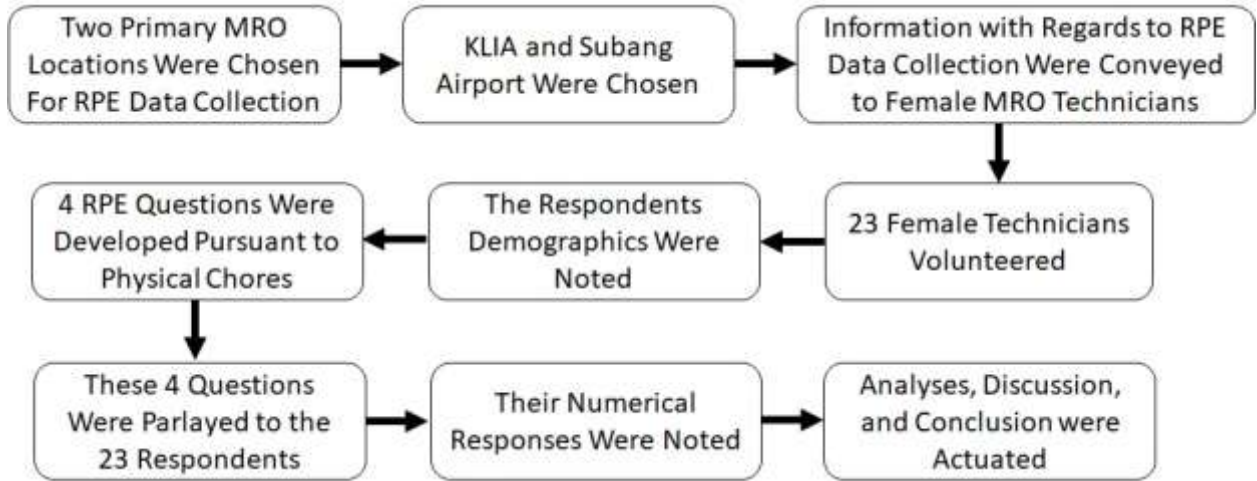 Two Primary MRO
Locations Were Chosen
For RPE Data Collection
KLIA and Subang
Airport Were Chosen
Information with Regards to RPE
Data Collection Were Conveyed
to Female MRO Technicians
23 Female Technicians
Volunteered
The Respondents
Demographics Were
Noted
4 RPE Questions Were
Developed Pursuant to
Physical Chores
These 4 Questions
Were Parlayed to the
23 Respondents
Their Numerical
Responses Were Noted
Analyses, Discussion,
and Conclusion were
Actuated